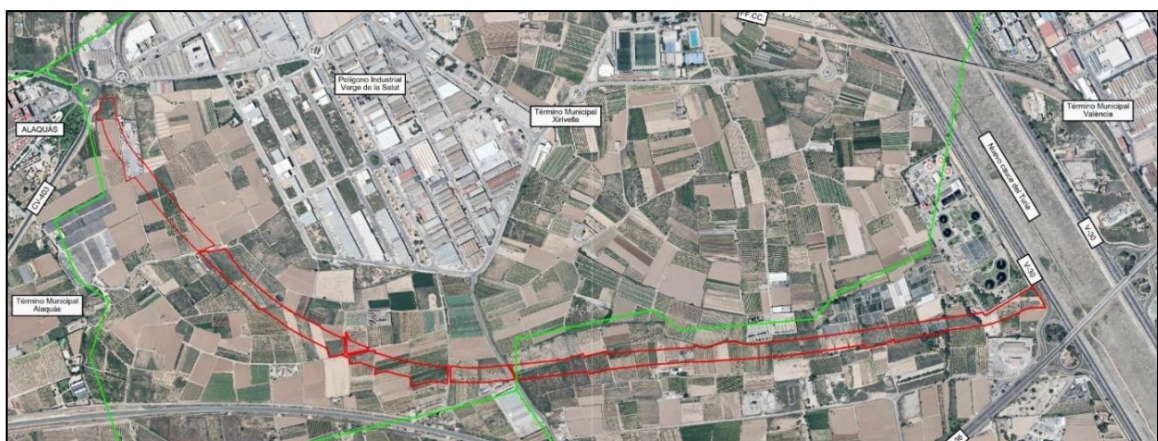 FF.CC.
Polígono Industrial
Varge de la Salut
Término Municipal
Xirivella
Término Municipal
València
ALAQUÀS
CV-403
Nuevo cauce del Turia
V-30
V-30
Término Municipal
Alaquàs